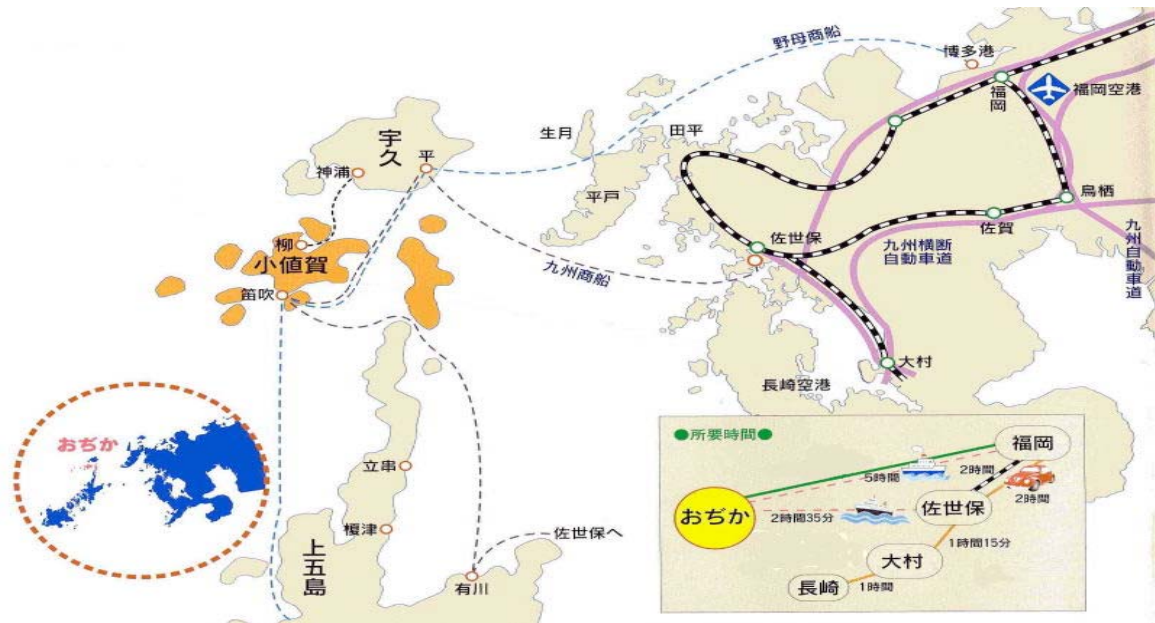 野母商船
博多港
福岡
福岡空港
生月
田平
宇久
平
神浦
平戸
鳥栖
柳
佐世保
佐賀
九州横断
自動車道
九州自動車道
小値賀
九州商船
笛吹
大村
長崎空港
おぢか
立串
榎津
佐世保へ
上五島
有川
●所要時間●
福岡
5時間
2時間
2時間
おぢか
2時間35分
佐世保
1時間15分
大村
長崎
1時間